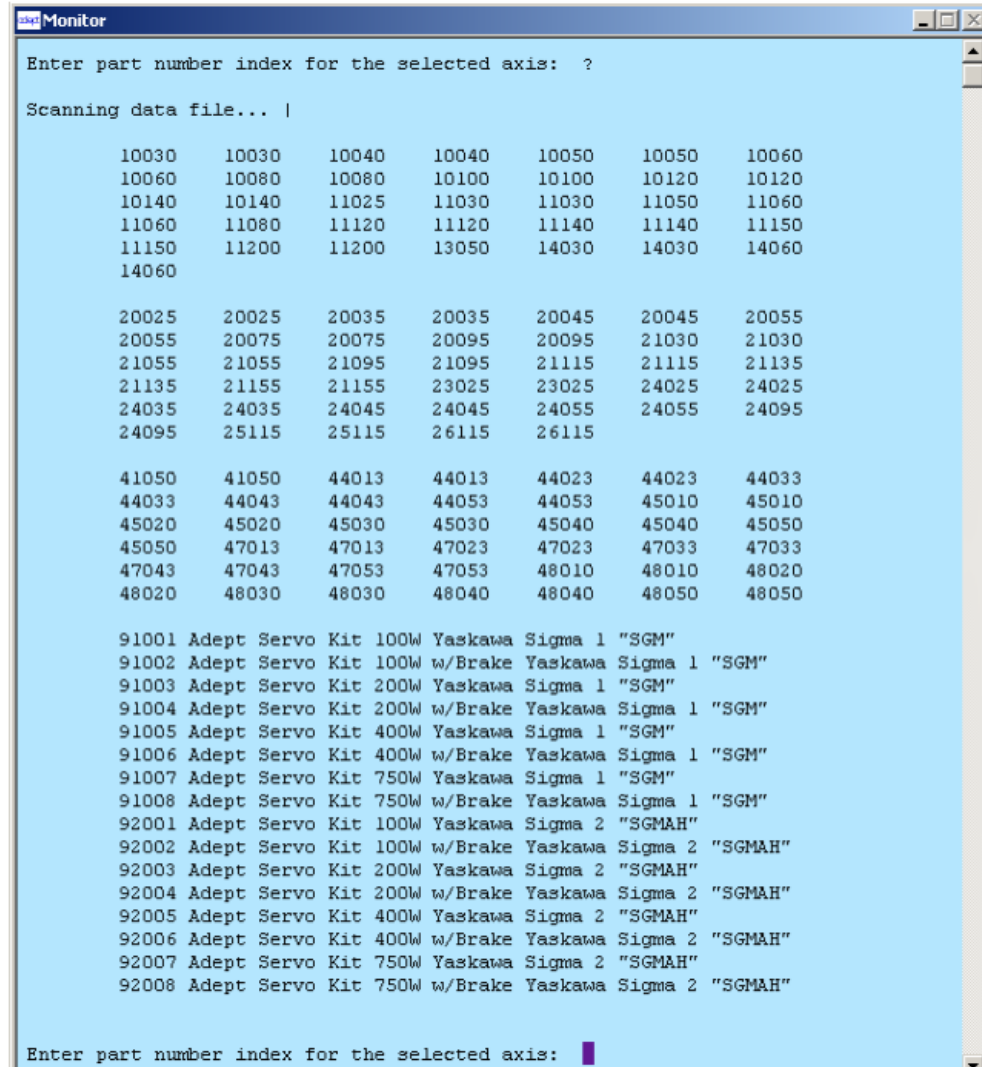 adept Monitor
Enter part number index for the selected axis: ?
Scanning data file... |
10030 10030 10040 10040 10050 10050 10060
10060 10080 10080 10100 10100 10120 10120
10140 10140 11025 11030 11030 11050 11060
11060 11080 11120 11120 11140 11140 11150
11150 11200 11200 13050 14030 14030 14060
14060
20025 20025 20035 20035 20045 20045 20055
20055 20075 20075 20095 20095 21030 21030
21055 21055 21095 21095 21115 21115 21135
21135 21155 21155 23025 23025 24025 24025
24035 24035 24045 24045 24055 24055 24095
24095 25115 25115 26115 26115
41050 41050 44013 44013 44023 44023 44033
44033 44043 44043 44053 44053 45010 45010
45020 45020 45030 45030 45040 45040 45050
45050 47013 47013 47023 47023 47033 47033
47043 47043 47053 47053 48010 48010 48020
48020 48030 48030 48040 48040 48050 48050
91001 Adept Servo Kit 100W Yaskawa Sigma 1 "SGM"
91002 Adept Servo Kit 100W w/Brake Yaskawa Sigma 1 "SGM"
91003 Adept Servo Kit 200W Yaskawa Sigma 1 "SGM"
91004 Adept Servo Kit 200W w/Brake Yaskawa Sigma 1 "SGM"
91005 Adept Servo Kit 400W Yaskawa Sigma 1 "SGM"
91006 Adept Servo Kit 400W w/Brake Yaskawa Sigma 1 "SGM"
91007 Adept Servo Kit 750W Yaskawa Sigma 1 "SGM"
91008 Adept Servo Kit 750W w/Brake Yaskawa Sigma 1 "SGM"
92001 Adept Servo Kit 100W Yaskawa Sigma 2 "SGMAH"
92002 Adept Servo Kit 100W w/Brake Yaskawa Sigma 2 "SGMAH"
92003 Adept Servo Kit 200W Yaskawa Sigma 2 "SGMAH"
92004 Adept Servo Kit 200W w/Brake Yaskawa Sigma 2 "SGMAH"
92005 Adept Servo Kit 400W Yaskawa Sigma 2 "SGMAH"
92006 Adept Servo Kit 400W w/Brake Yaskawa Sigma 2 "SGMAH"
92007 Adept Servo Kit 750W Yaskawa Sigma 2 "SGMAH"
92008 Adept Servo Kit 750W w/Brake Yaskawa Sigma 2 "SGMAH"
Enter part number index for the selected axis: